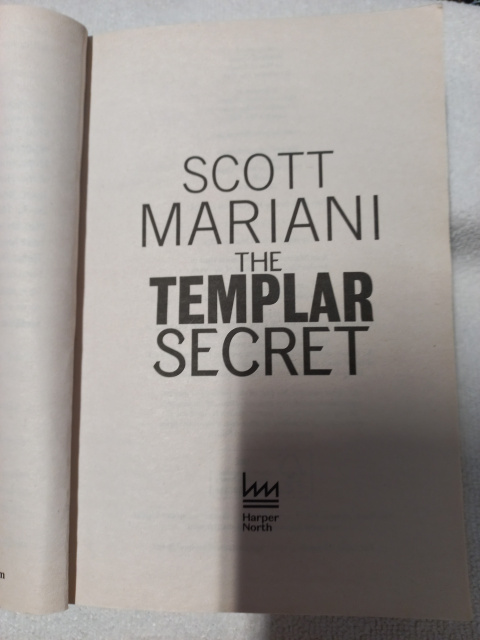 SCOTT
MARIANI
THE
TEMPLAR
SECRET
Harper
North